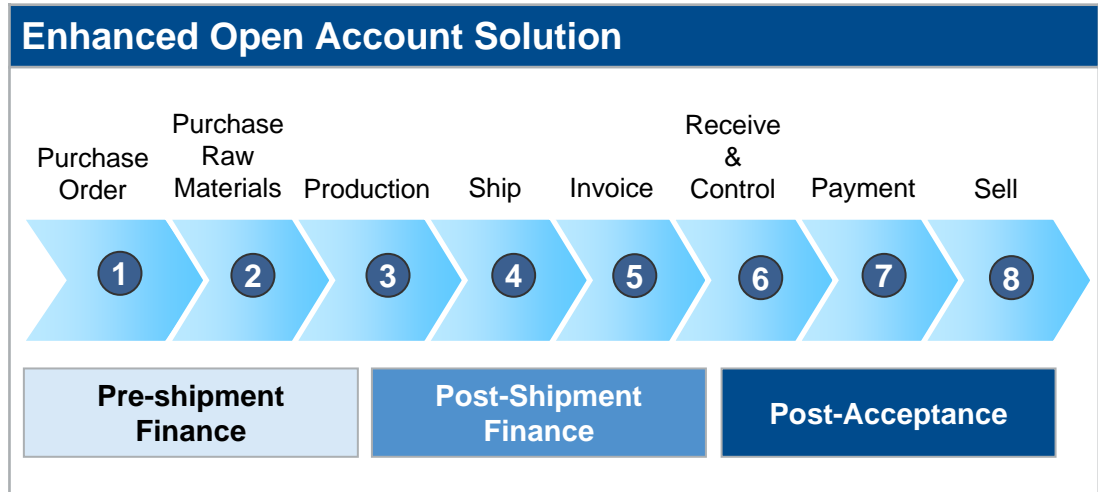 Enhanced Open Account Solution
Purchase
Order
Purchase
Raw
Materials
Production
Ship
Invoice
Receive
&
Control
Payment
Sell
1
2
3
4
5
6
7
8
Pre-shipment
Finance
Post-Shipment
Finance
Post-Acceptance